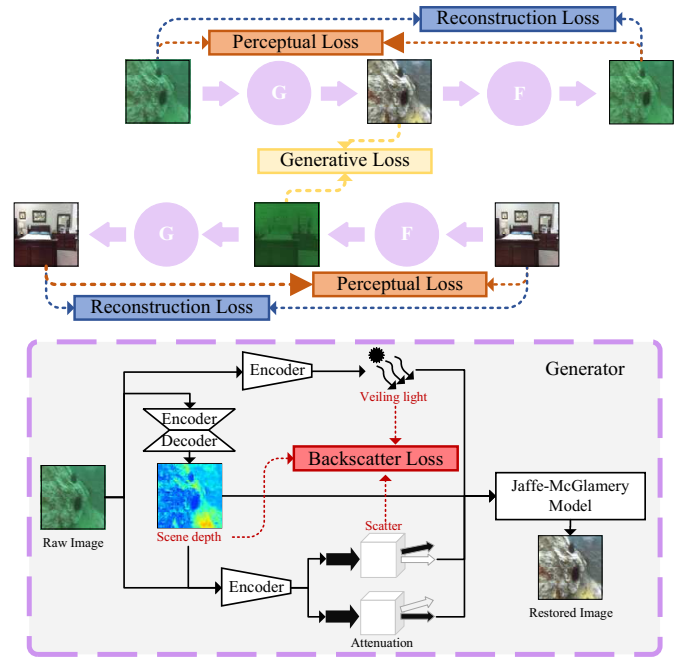 Reconstruction Loss
Perceptual Loss
G
F
Generative Loss
G
F
Perceptual Loss
Reconstruction Loss
Generator
Encoder
Veiling light
Encoder
Decoder
Backscatter Loss
Jaffe-McGlamery
Model
Raw Image
Scene depth
Scatter
Encoder
Attenuation
Restored Image